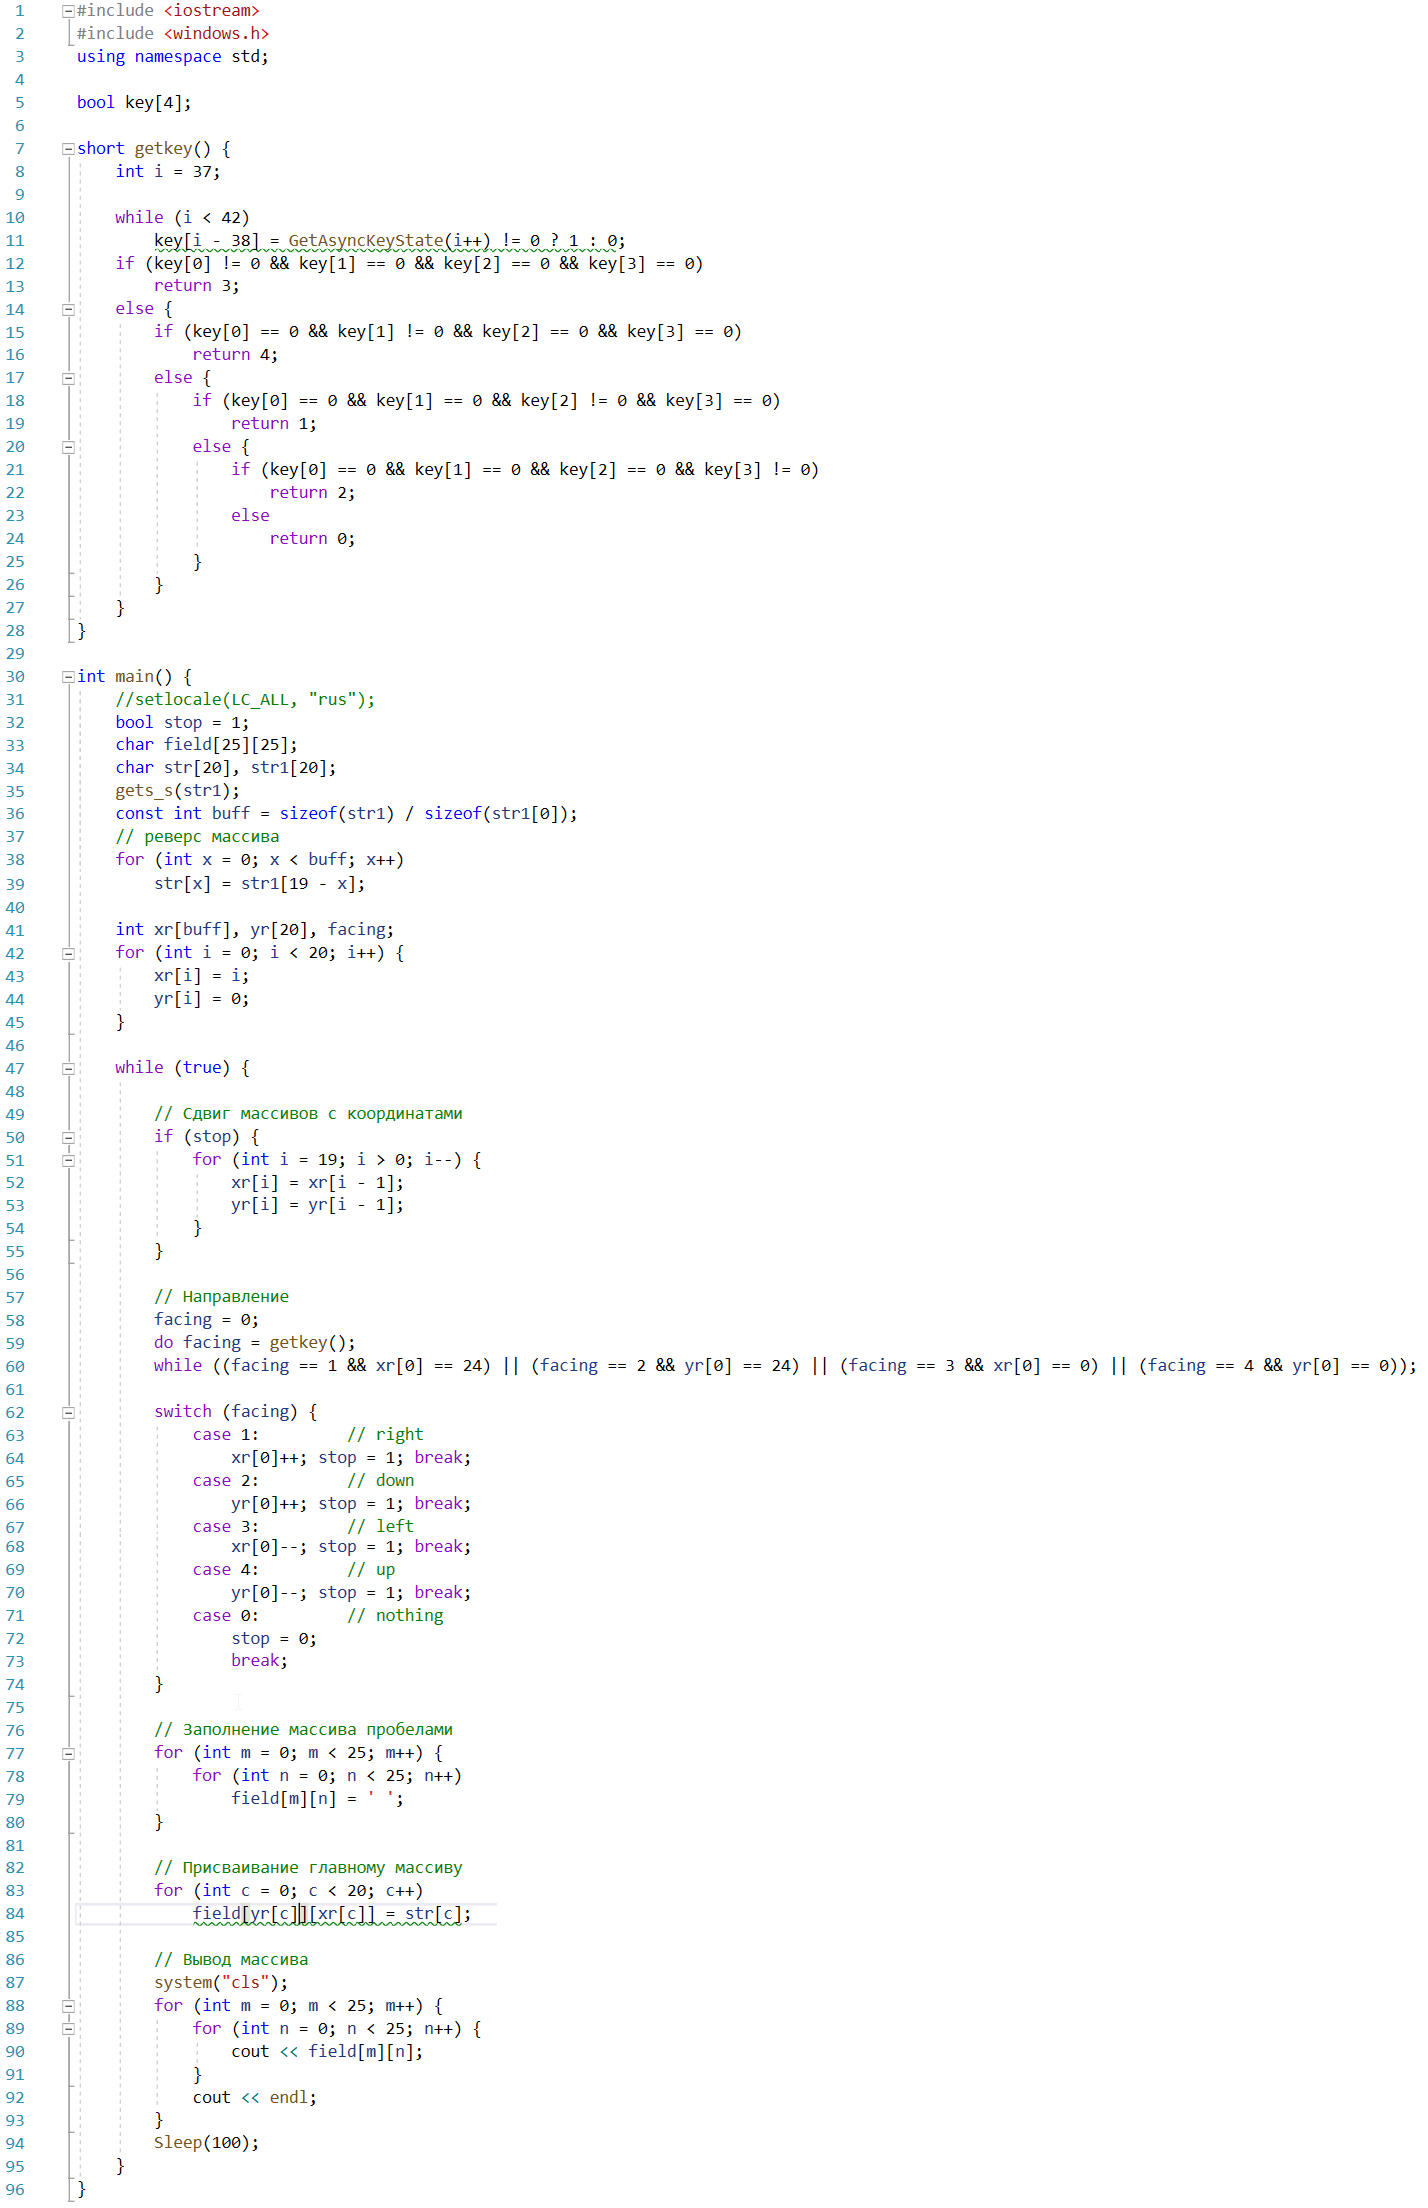 1 #include <iostream>
2 #include <windows.h>
3 using namespace std;
4
5 bool key[4];
6
7 short getkey() {
8     int i = 37;
9
10     while (i < 42)
11         key[i - 38] = GetAsyncKeyState(i++) != 0 ? 1 : 0;
12     if (key[0] != 0 && key[1] == 0 && key[2] == 0 && key[3] == 0)
13         return 3;
14     else {
15         if (key[0] == 0 && key[1] != 0 && key[2] == 0 && key[3] == 0)
16             return 4;
17         else {
18             if (key[0] == 0 && key[1] == 0 && key[2] != 0 && key[3] == 0)
19                 return 1;
20             else {
21                 if (key[0] == 0 && key[1] == 0 && key[2] == 0 && key[3] != 0)
22                     return 2;
23                 else
24                     return 0;
25             }
26         }
27     }
28 }
29
30 int main() {
31     //setlocale(LC_ALL, "rus");
32     bool stop = 1;
33     char field[25][25];
34     char str[20], str1[20];
35     gets_s(str1);
36     const int buff = sizeof(str1) / sizeof(str1[0]);
37     // реверс массива
38     for (int x = 0; x < buff; x++)
39         str[x] = str1[19 - x];
40
41     int xr[buff], yr[20], facing;
42     for (int i = 0; i < 20; i++) {
43         xr[i] = i;
44         yr[i] = 0;
45     }
46
47     while (true) {
48
49         // Сдвиг массивов с координатами
50         if (stop) {
51             for (int i = 19; i > 0; i--) {
52                 xr[i] = xr[i - 1];
53                 yr[i] = yr[i - 1];
54             }
55         }
56
57         // Направление
58         facing = 0;
59         do facing = getkey();
60         while ((facing == 1 && xr[0] == 24) || (facing == 2 && yr[0] == 24) || (facing == 3 && xr[0] == 0) || (facing == 4 && yr[0] == 0));
61
62         switch (facing) {
63             case 1:         // right
64                 xr[0]++; stop = 1; break;
65             case 2:         // down
66                 yr[0]++; stop = 1; break;
67             case 3:         // left
68                 xr[0]--; stop = 1; break;
69             case 4:         // up
70                 yr[0]--; stop = 1; break;
71             case 0:         // nothing
72                 stop = 0;
73                 break;
74         }
75
76         // Заполнение массива пробелами
77         for (int m = 0; m < 25; m++) {
78             for (int n = 0; n < 25; n++)
79                 field[m][n] = ' ';
80         }
81
82         // Присваивание главному массиву
83         for (int c = 0; c < 20; c++)
84             field[yr[c]][xr[c]] = str[c];
85
86         // Вывод массива
87         system("cls");
88         for (int m = 0; m < 25; m++) {
89             for (int n = 0; n < 25; n++) {
90                 cout << field[m][n];
91             }
92             cout << endl;
93         }
94         Sleep(100);
95     }
96 }